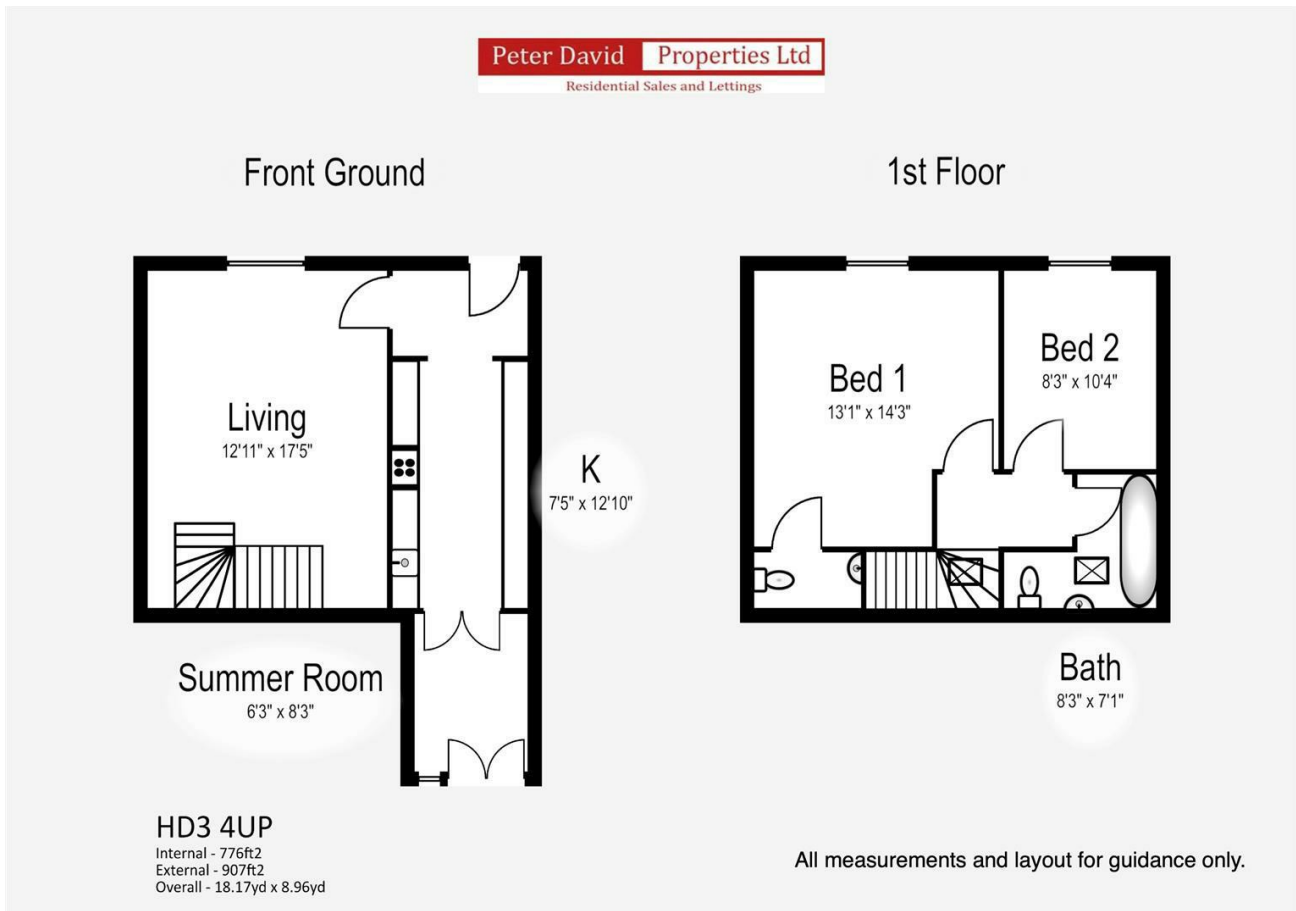 Peter David Properties Ltd
Residential Sales and Lettings
Front Ground
1st Floor
Living
12'11" x 17'5"
K
7'5" x 12'10"
Summer Room
6'3" x 8'3"
Bed 1
13'1" x 14'3"
Bed 2
8'3" x 10'4"
Bath
8'3" x 7'1"
HD3 4UP
Internal - 776ft2
External - 907ft2
Overall - 18.17yd x 8.96yd
All measurements and layout for guidance only.